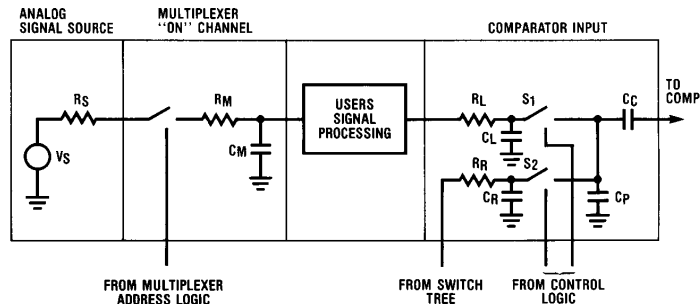 ANALOG
SIGNAL SOURCE
MULTIPLEXER
"ON" CHANNEL
COMPARATOR INPUT
RS
RM
CM
VS
USERS
SIGNAL
PROCESSING
RL
S1
CL
CC
TO
COMP
RR
S2
CR
CP
FROM MULTIPLEXER
ADDRESS LOGIC
FROM SWITCH
TREE
FROM CONTROL
LOGIC